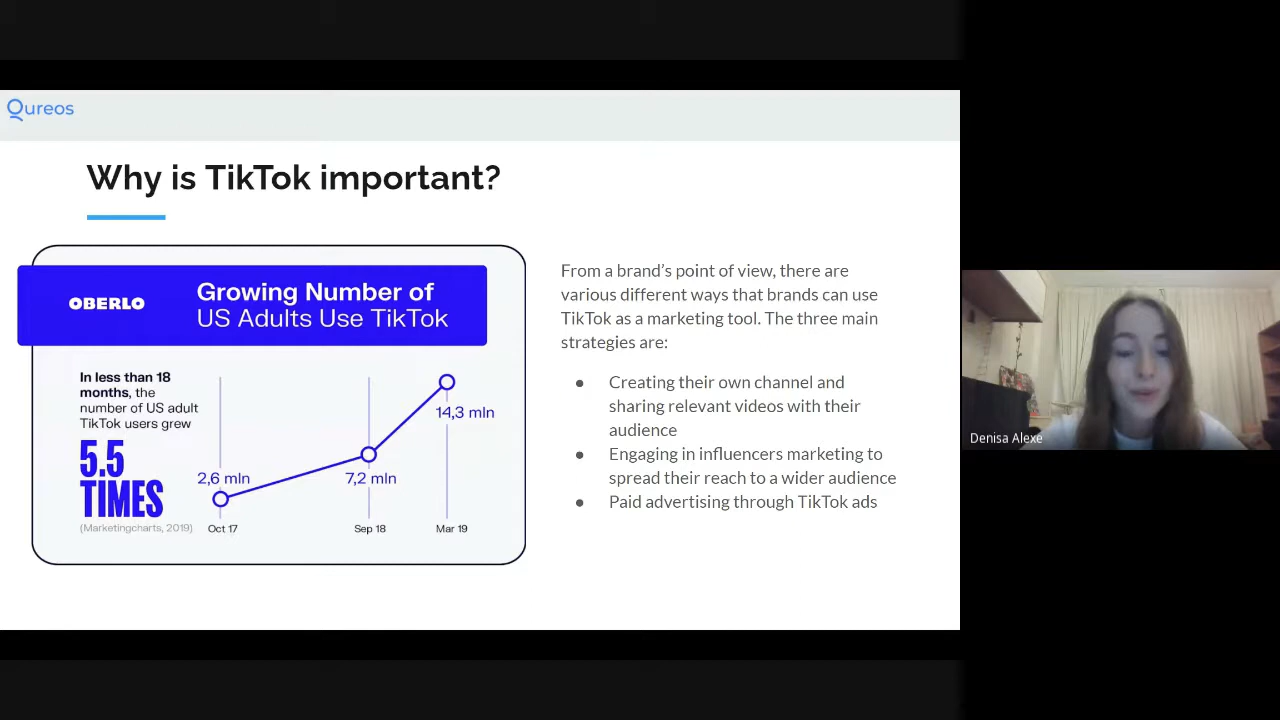 Qureos
Why is TikTok important?
OBERLO
Growing Number of
US Adults Use TikTok
In less than 18
months, the
number of US adult
TikTok users grew
5.5
TIMES
(Marketingcharts, 2019)
2,6 mln
7,2 mln
14,3 mln
Oct 17
Sep 18
Mar 19
From a brand’s point of view, there are
various different ways that brands can use
TikTok as a marketing tool. The three main
strategies are:
● Creating their own channel and
sharing relevant videos with their
audience
● Engaging in influencers marketing to
spread their reach to a wider audience
● Paid advertising through TikTok ads
Denisa Alexe